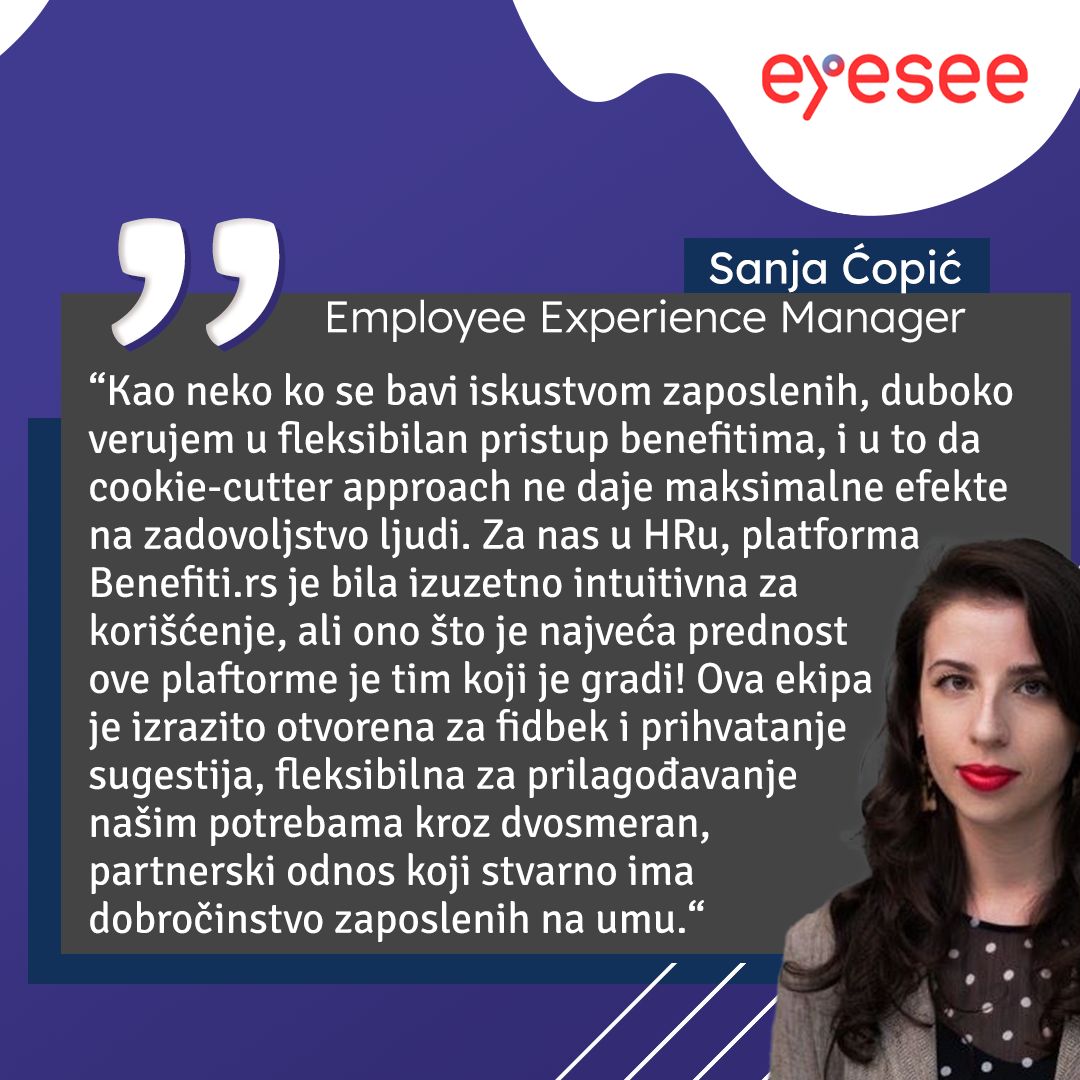 eyesee
Sanja Ćopić
Employee Experience Manager
“Kao neko ko se bavi iskustvom zaposlenih, duboko
verujem u fleksibilan pristup benefitima, i u to da
cookie-cutter approach ne daje maksimalne efekte
na zadovoljstvo ljudi. Za nas u HRu, platforma
Benefiti.rs je bila izuzetno intuitivna za
korišćenje, ali ono što je najveća prednost
ove plaftorme je tim koji je gradi! Ova ekipa
je izrazito otvorena za fidbek i prihvatanje
sugestija, fleksibilna za prilagođavanje
našim potrebama kroz dvosmeran,
partnerski odnos koji stvarno ima
dobročinstvo zaposlenih na umu.“